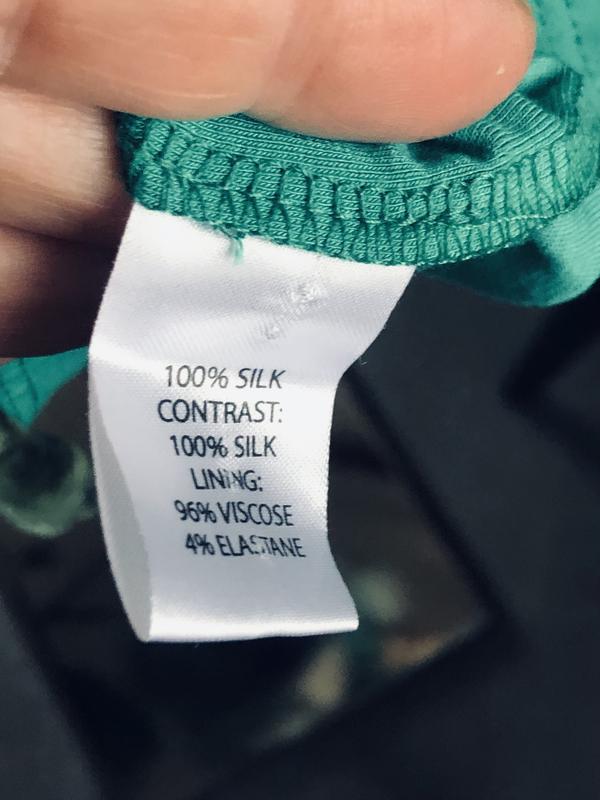 100% SILK
CONTRAST:
100% SILK
LINING:
96% VISCOSE
4% ELASTANE